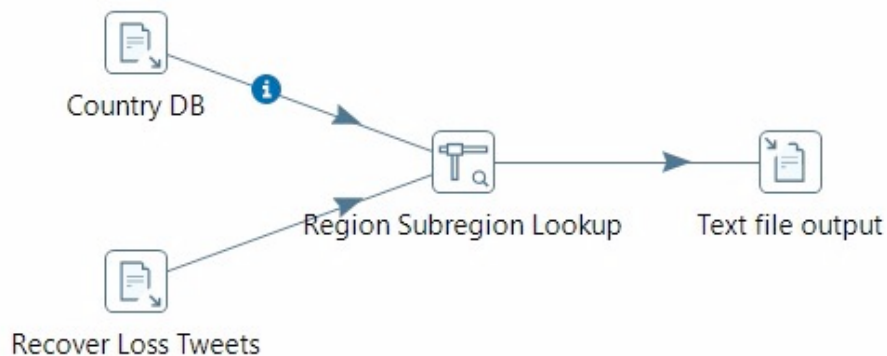 Country DB
Region Subregion Lookup
Text file output
Recover Loss Tweets